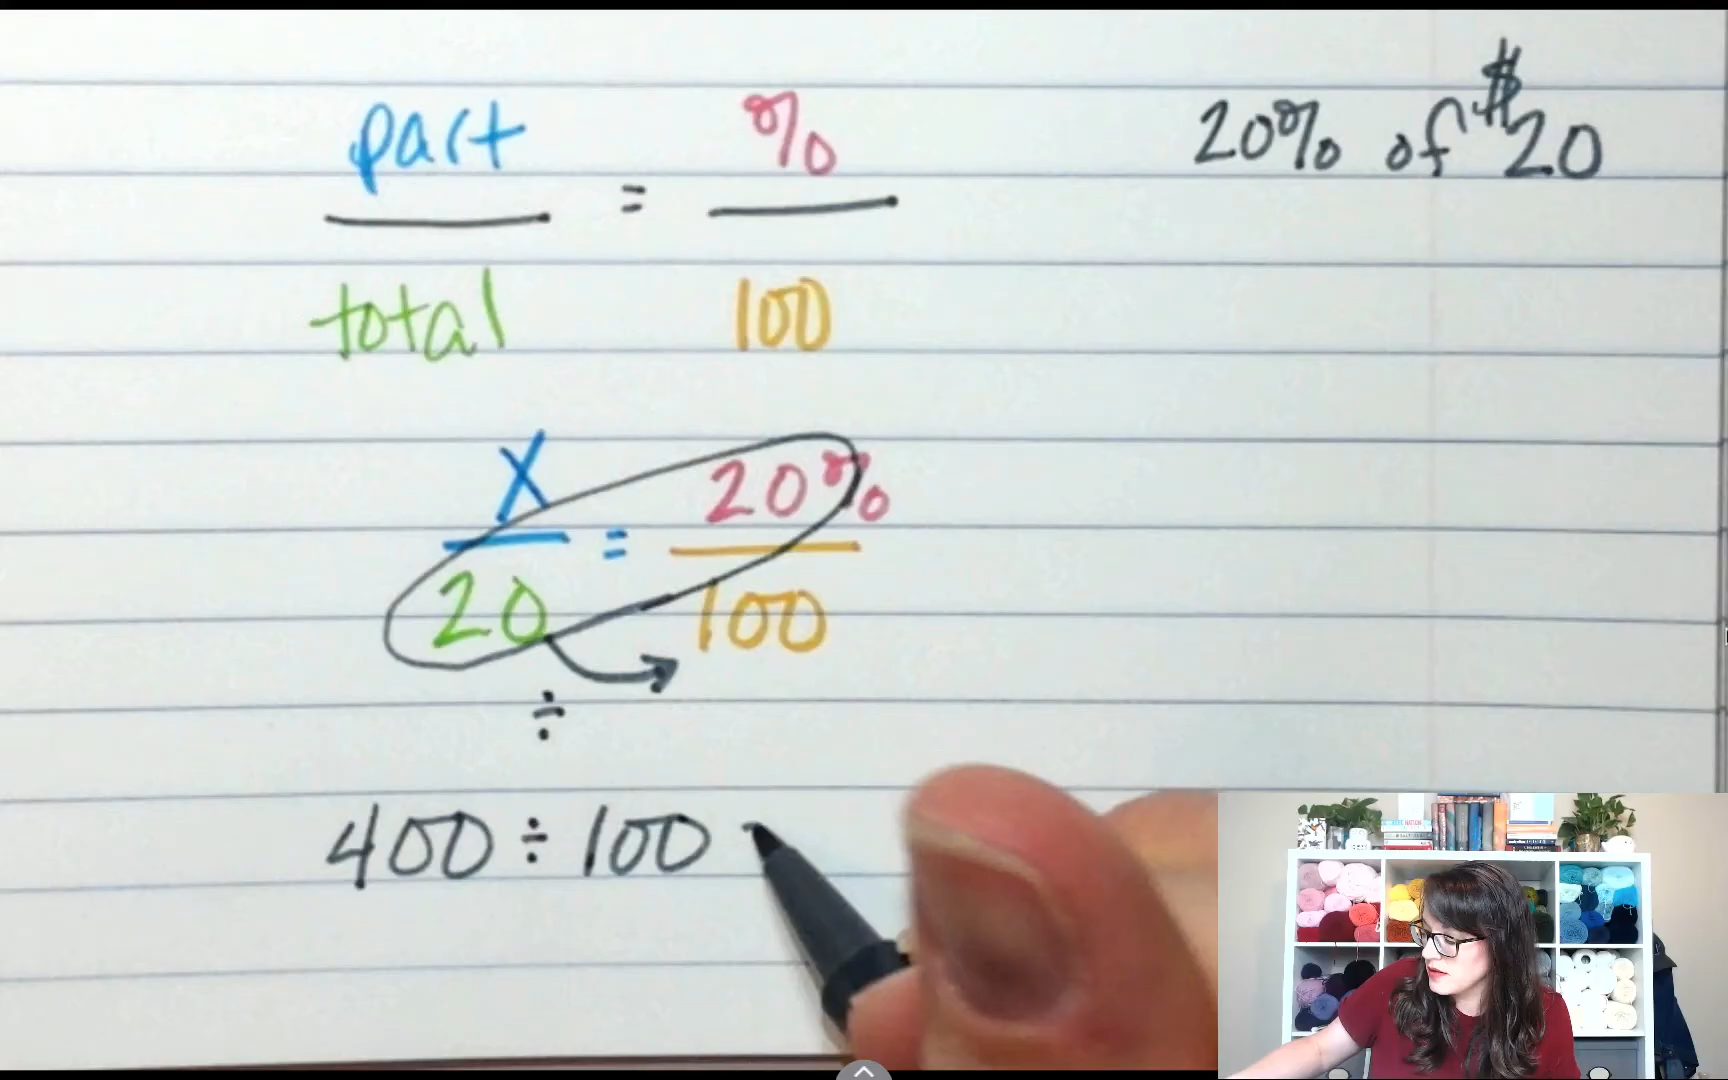 part = %
total 100
20% of $20
X = 20%
20 100
÷
400 ÷ 100